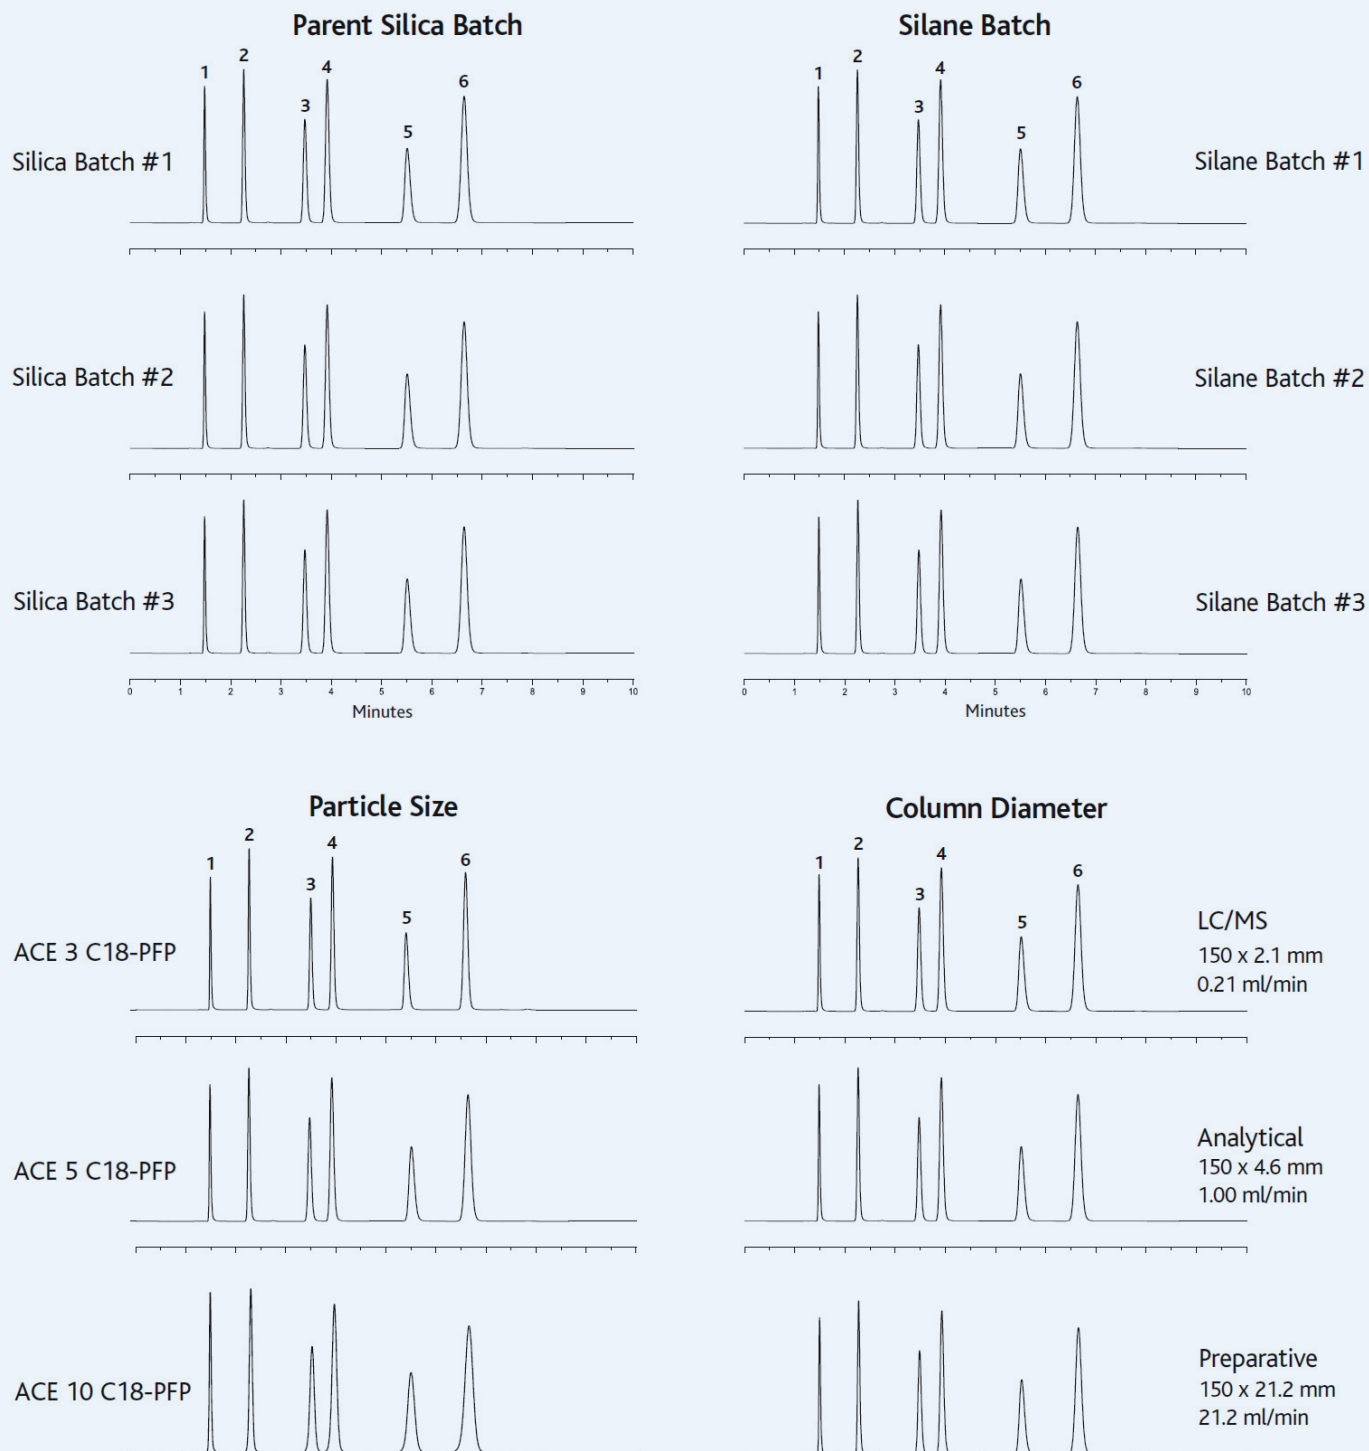 Parent Silica Batch
1 2 3 4 5 6
Silica Batch #1
Silica Batch #2
Silica Batch #3
0 1 2 3 4 5 6 7 8 9 10
Minutes
Silane Batch
1 2 3 4 5 6
Silane Batch #1
Silane Batch #2
Silane Batch #3
0 1 2 3 4 5 6 7 8 9 10
Minutes
Particle Size
1 2 3 4 5 6
ACE 3 C18-PFP
ACE 5 C18-PFP
ACE 10 C18-PFP
Column Diameter
1 2 3 4 5 6
LC/MS
150 x 2.1 mm
0.21 ml/min
Analytical
150 x 4.6 mm
1.00 ml/min
Preparative
150 x 21.2 mm
21.2 ml/min